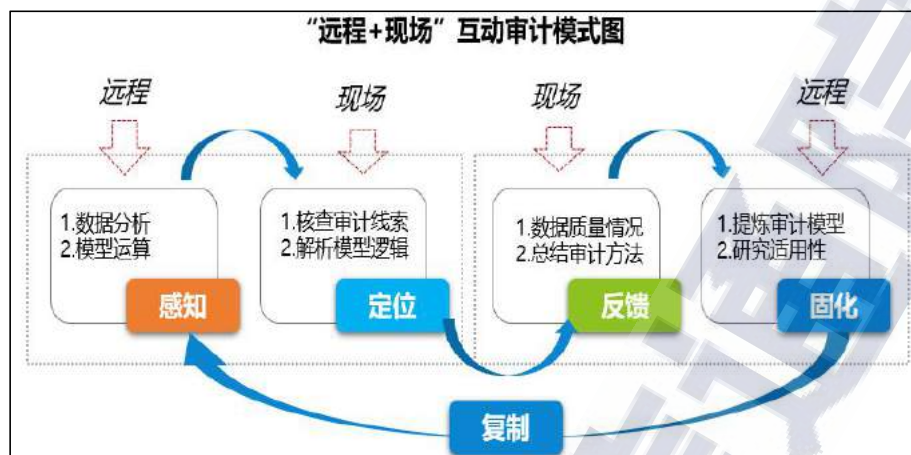 “远程+现场”互动审计模式图
远程
现场
现场
远程
1.数据分析
2.模型运算
感知
1.核查审计线索
2.解析模型逻辑
定位
1.数据质量情况
2.总结审计方法
反馈
1.提炼审计模型
2.研究适用性
固化
复制